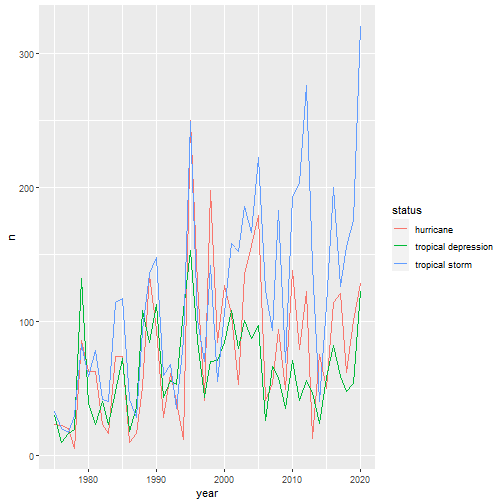 300
200
100
0
n
1980
1990
2000
2010
2020
year
status
hurricane
tropical depression
tropical storm